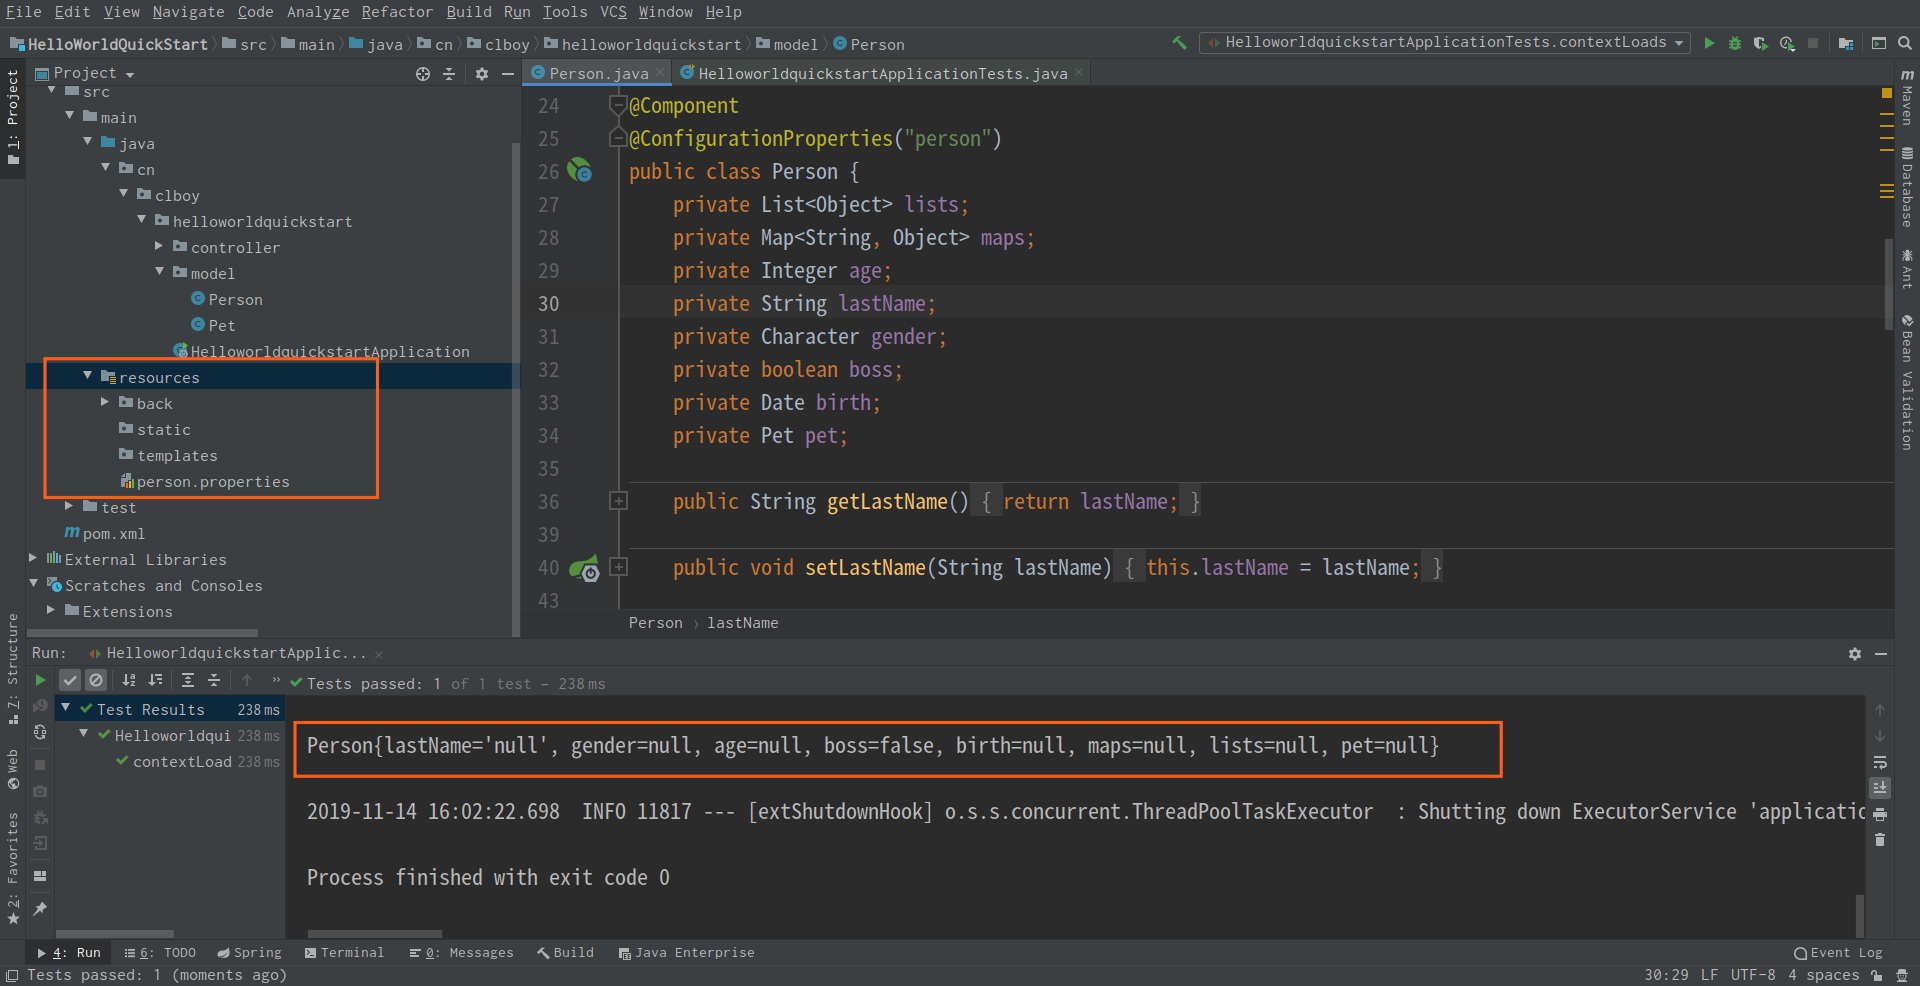 File Edit View Navigate Code Analyze Refactor Build Run Tools VCS Window Help
HelloWorldQuickStart src main java cn clboy helloworldquickstart model Person HelloworldquickstartApplicationTests.contextLoads
1: Project
Project
src
main
java
cn
clboy
helloworldquickstart
controller
model
Person
Pet
HelloworldquickstartApplication
resources
back
static
templates
person.properties
test
pom.xml
External Libraries
Scratches and Consoles
Extensions
Person.java HelloworldquickstartApplicationTests.java
24 @Component
25 @ConfigurationProperties("person")
26 public class Person {
27 private List<Object> lists;
28 private Map<String, Object> maps;
29 private Integer age;
30 private String lastName;
31 private Character gender;
32 private boolean boss;
33 private Date birth;
34 private Pet pet;
35
36 public String getLastName() { return lastName; }
39
40 public void setLastName(String lastName) { this.lastName = lastName; }
43
Person › lastName
Maven
Database
Ant
Bean Validation
7: Structure
Web
2: Favorites
Run: HelloworldquickstartApplic...
Tests passed: 1 of 1 test – 238 ms
Test Results 238 ms
Helloworldqui 238 ms
contextLoad 238 ms
Person{lastName='null', gender=null, age=null, boss=false, birth=null, maps=null, lists=null, pet=null}
2019-11-14 16:02:22.698 INFO 11817 --- [extShutdownHook] o.s.s.concurrent.ThreadPoolTaskExecutor : Shutting down ExecutorService 'applicatio
Process finished with exit code 0
4: Run 6: TODO Spring Terminal 0: Messages Build Java Enterprise Event Log
Tests passed: 1 (moments ago) 30:29 LF UTF-8 4 spaces